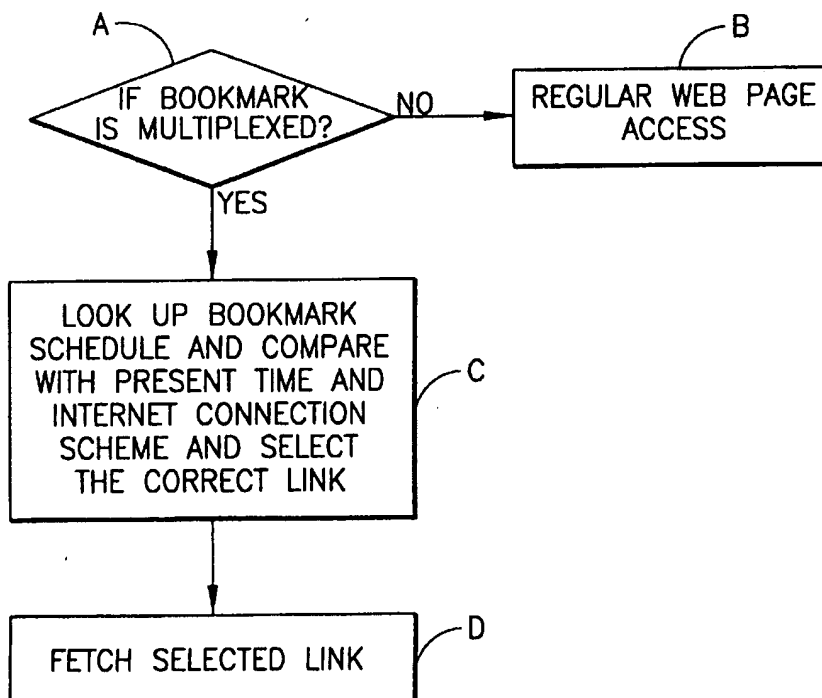 A
IF BOOKMARK
IS MULTIPLEXED?
NO
B
REGULAR WEB PAGE
ACCESS
YES
LOOK UP BOOKMARK
SCHEDULE AND COMPARE
WITH PRESENT TIME AND
INTERNET CONNECTION
SCHEME AND SELECT
THE CORRECT LINK
C
FETCH SELECTED LINK
D